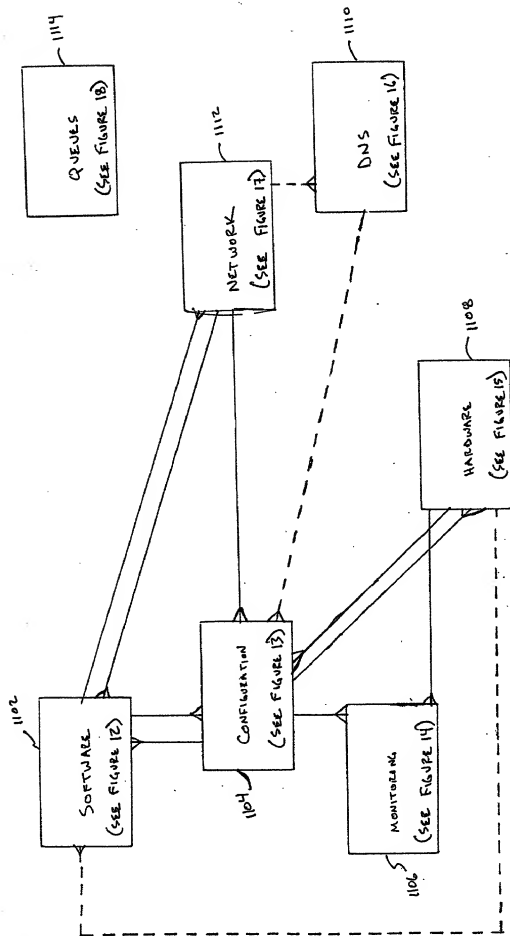 1102
SOFTWARE
(SEE FIGURE 12)
1104
CONFIGURATION
(SEE FIGURE 13)
1106
MONITORING
(SEE FIGURE 14)
1108
HARDWARE
(SEE FIGURE 15)
1110
DNS
(SEE FIGURE 16)
1112
NETWORK
(SEE FIGURE 17)
1114
QUEUES
(SEE FIGURE 18)